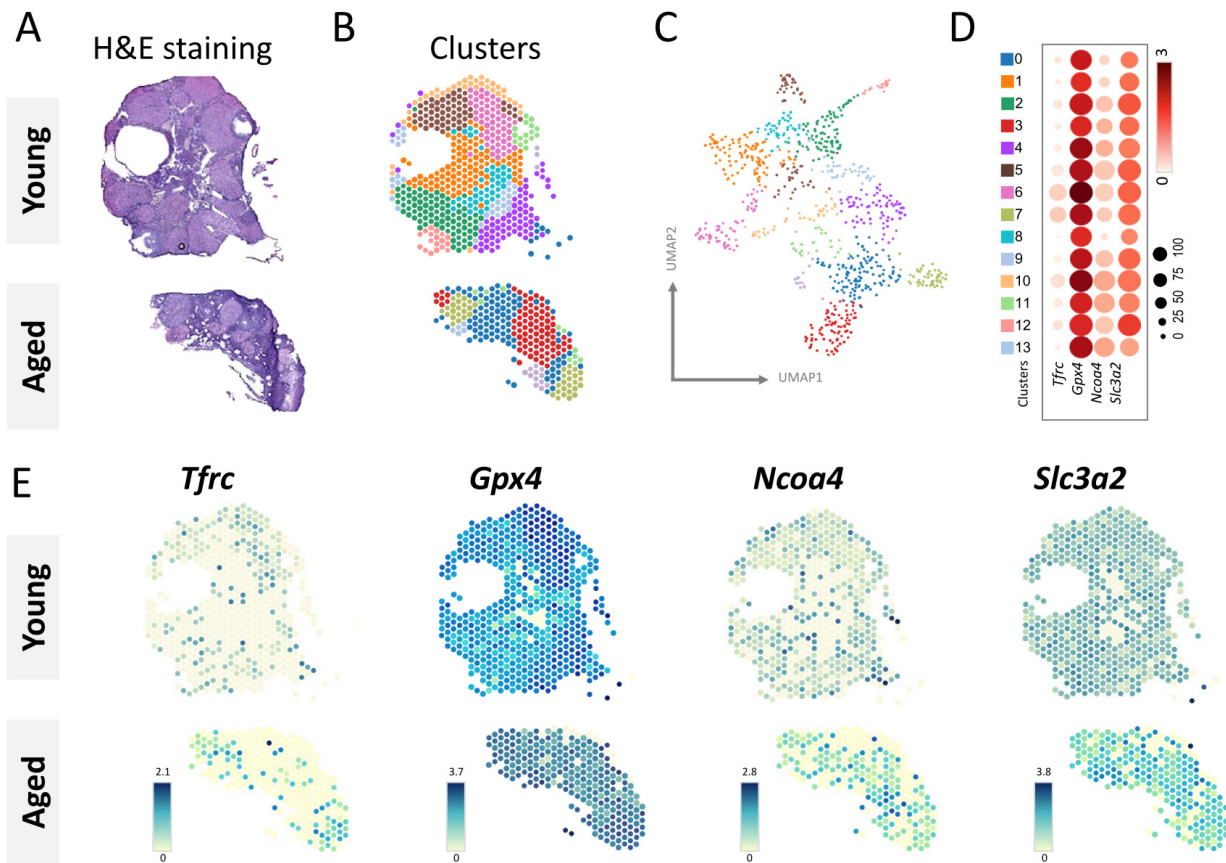 A
H&E staining
B
Clusters
C
D
Young
Aged
UMAP2
UMAP1
0
1
2
3
4
5
6
7
8
9
10
11
12
13
Clusters
Tfrc
Gpx4
Ncoa4
Slc3a2
3
0
100
75
50
25
0
E
Tfrc
Gpx4
Ncoa4
Slc3a2
Young
Aged
2.1
0
3.7
0
2.8
0
3.8
0